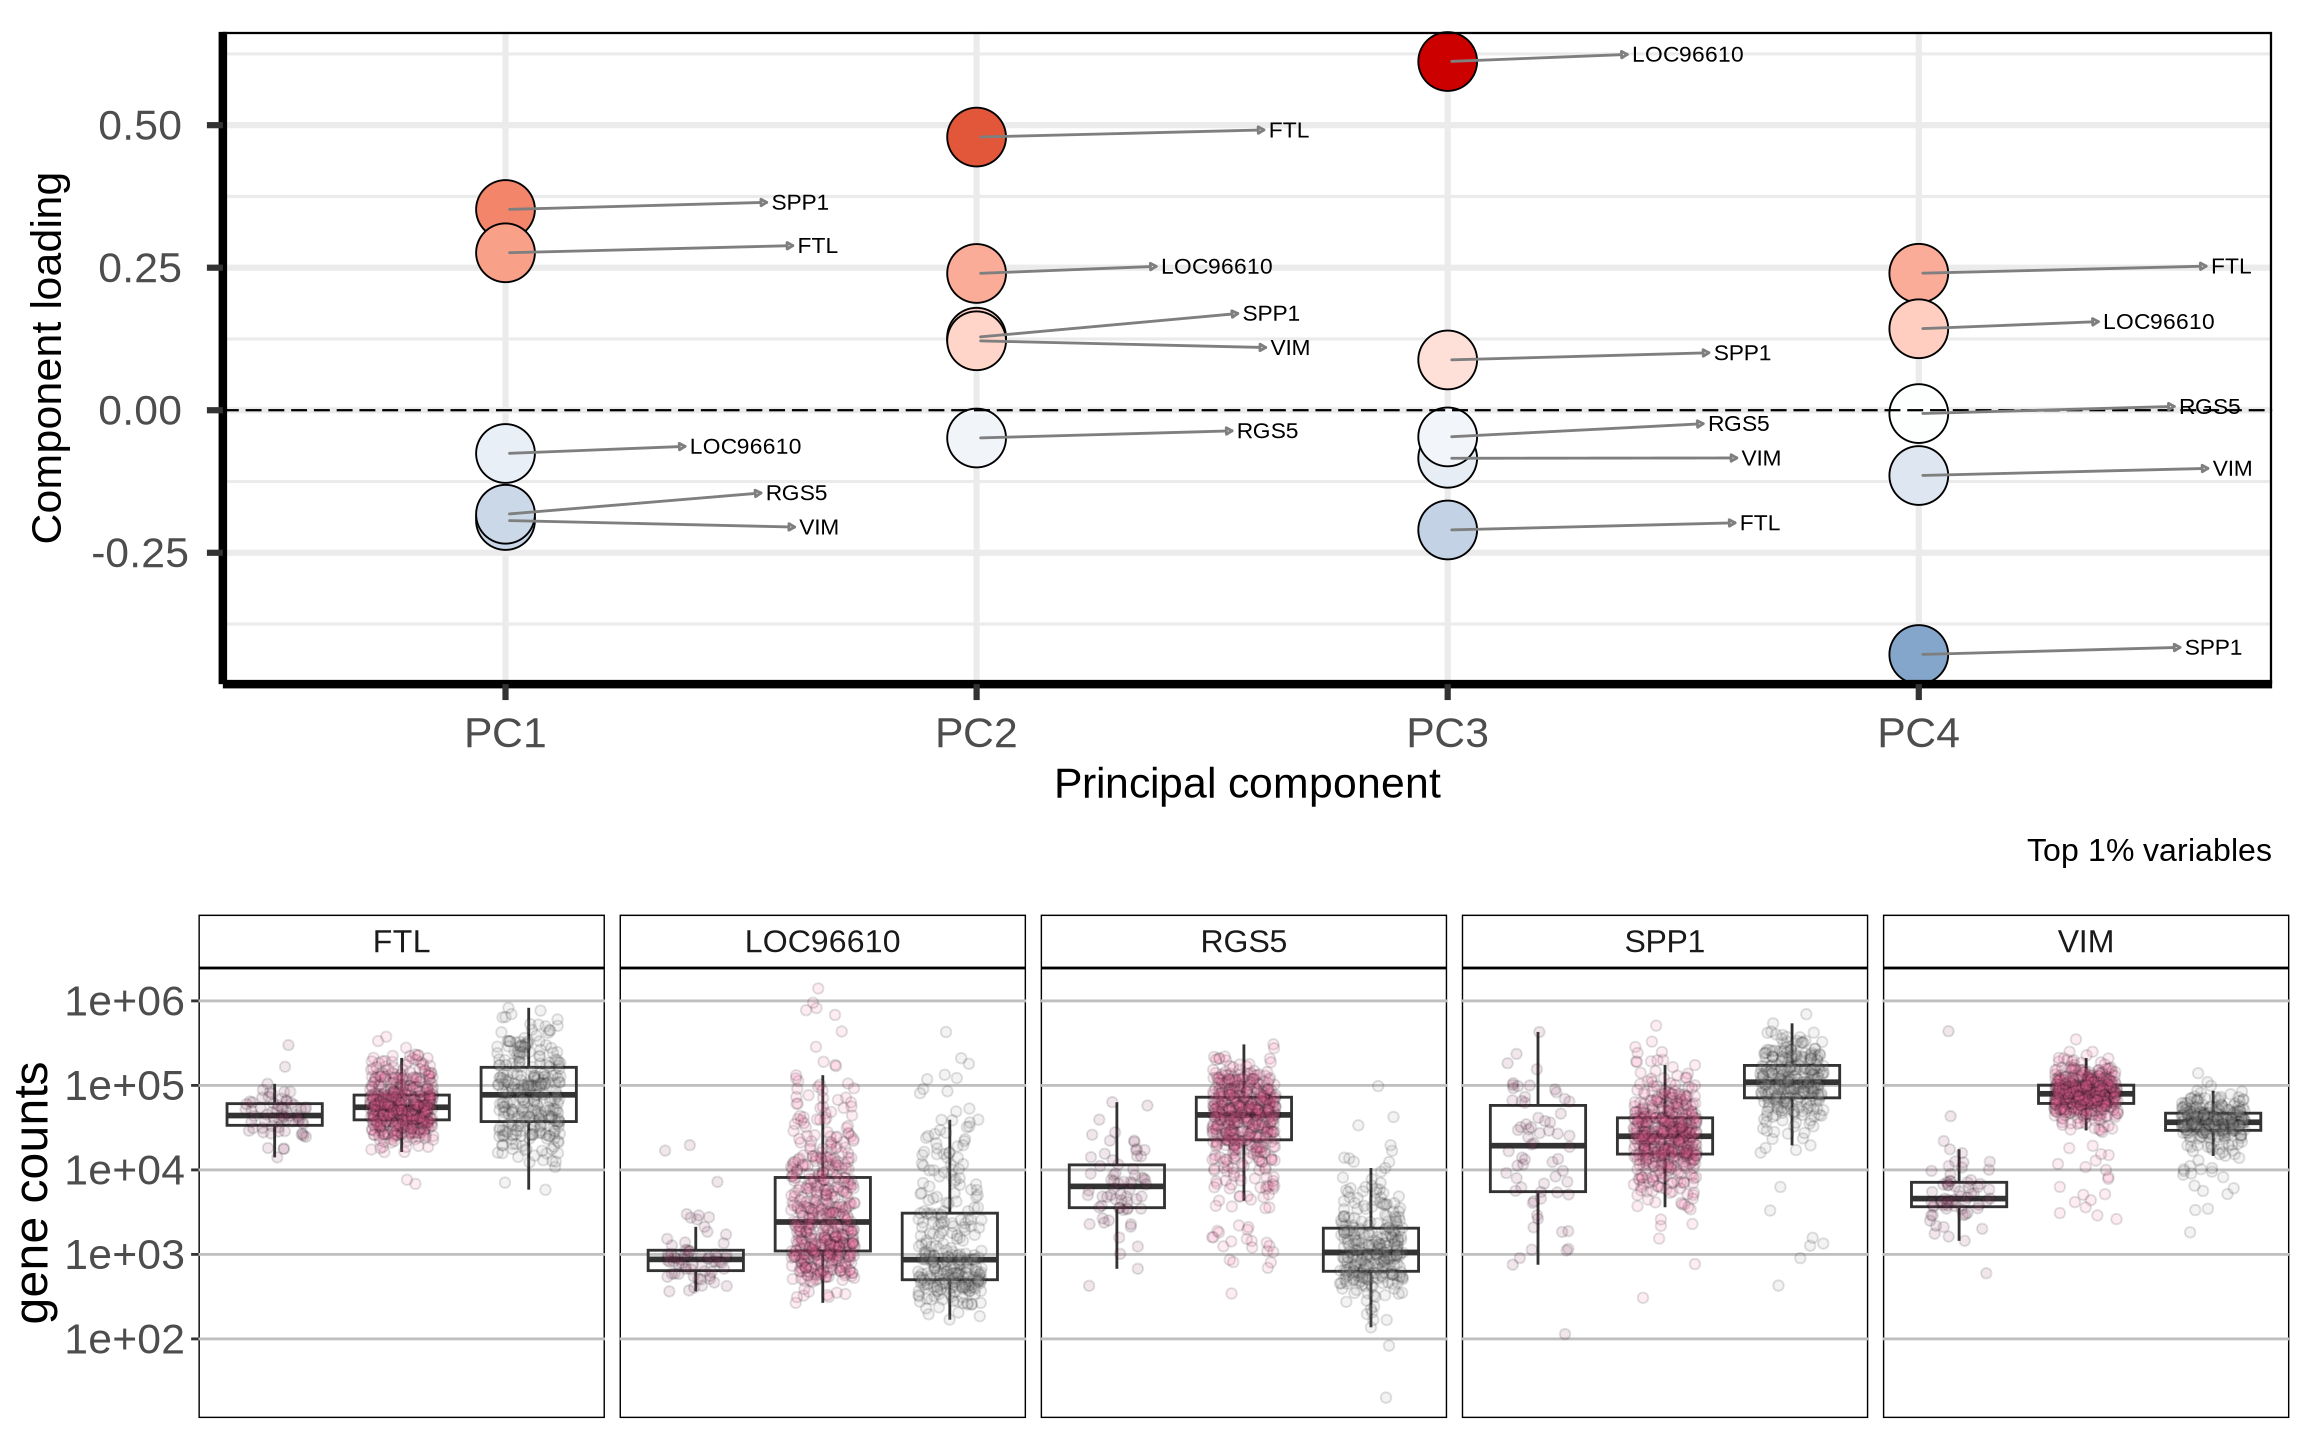 LOC96610
0.50
FTL
SPP1
FTL
0.25
LOC96610
FTL
SPP1
LOC96610
VIM
SPP1
0.00
RGS5
RGS5
RGS5
LOC96610
VIM
VIM
RGS5
FTL
VIM
-0.25
SPP1
Component loading
PC1 PC2 PC3 PC4
Principal component
Top 1% variables
FTL LOC96610 RGS5 SPP1 VIM
1e+06
1e+05
1e+04
1e+03
1e+02
gene counts